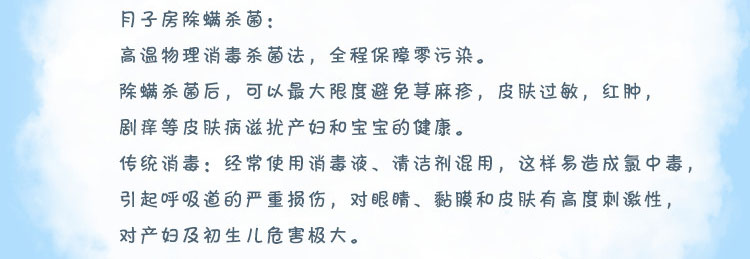 月子房除螨杀菌：
高温物理消毒杀菌法，全程保障零污染。
除螨杀菌后，可以最大限度避免荨麻疹，皮肤过敏，红肿，
剧痒等皮肤病滋扰产妇和宝宝的健康。
传统消毒：经常使用消毒液、清洁剂混用，这样易造成氯中毒，
引起呼吸道的严重损伤，对眼睛、黏膜和皮肤有高度刺激性，
对产妇及初生儿危害极大。